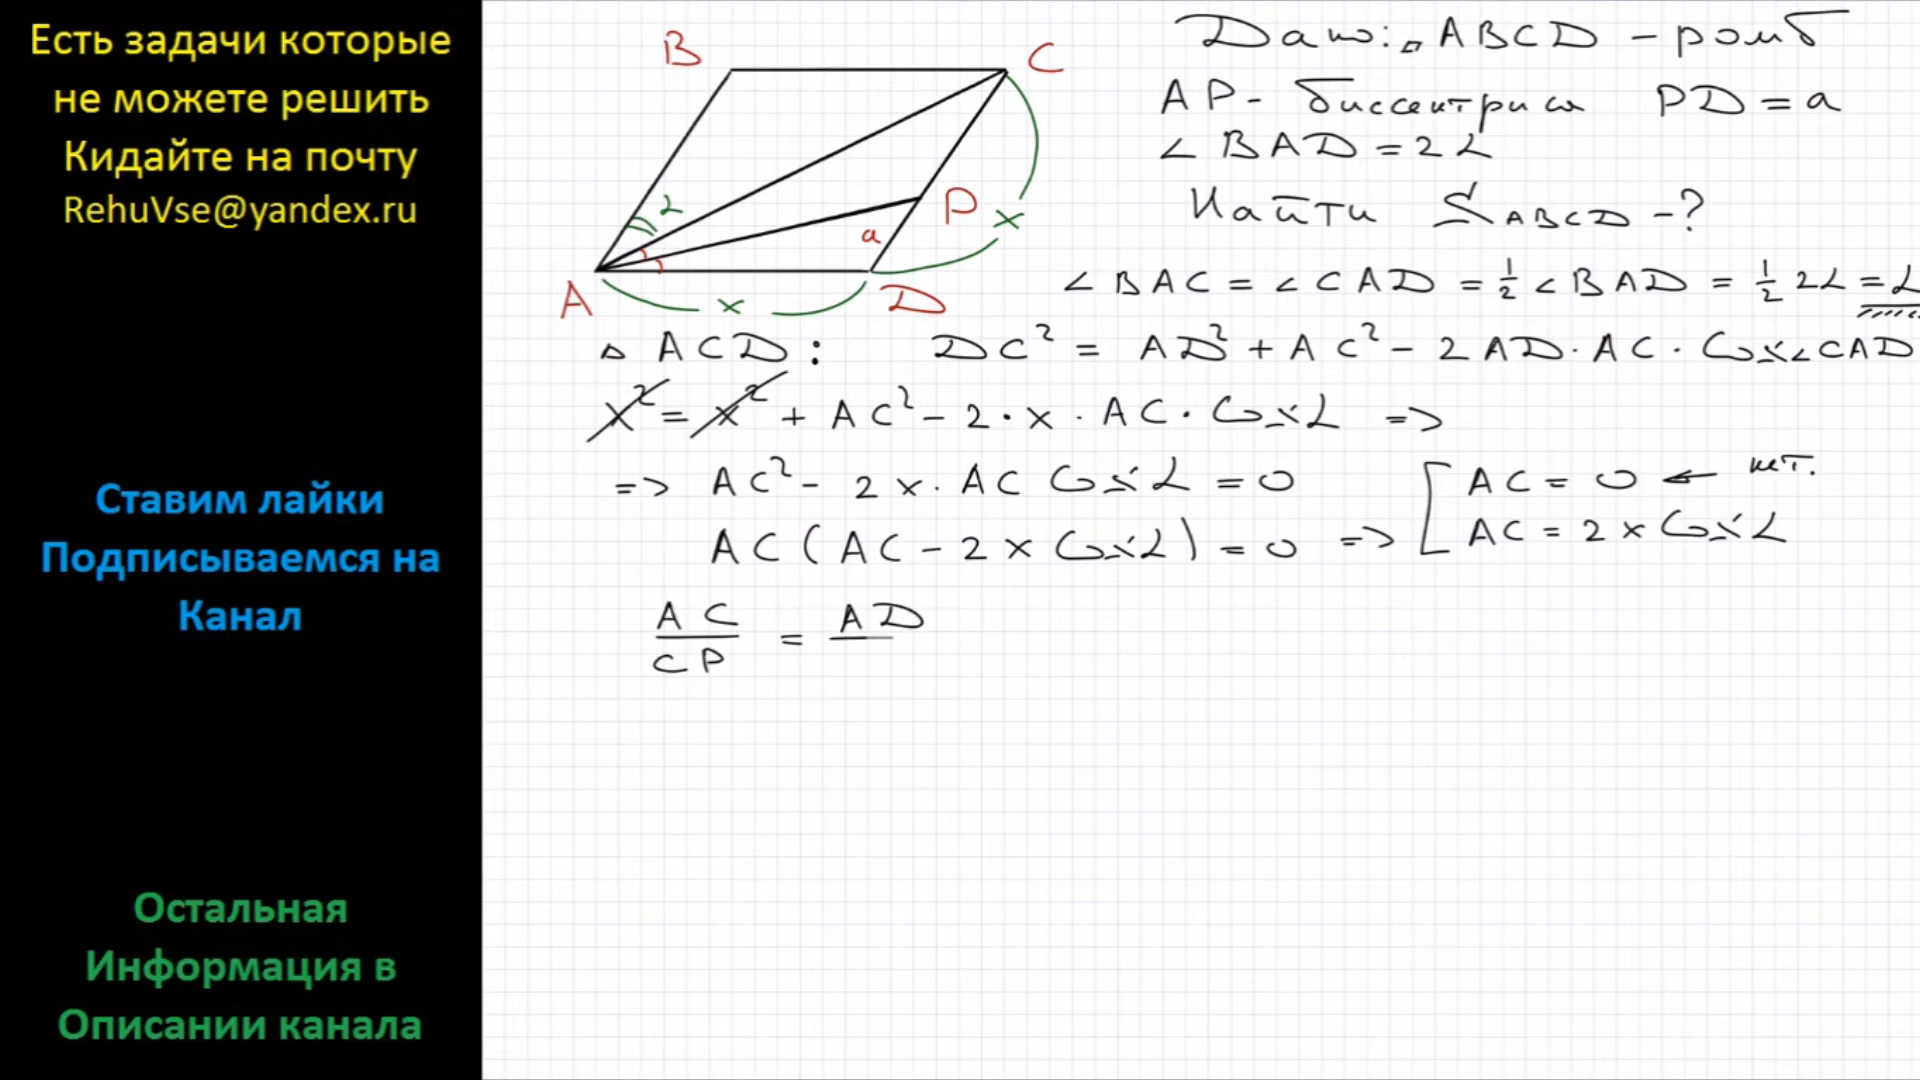 Есть задачи которые
не можете решить
Кидайте на почту
RehuVse@yandex.ru
Ставим лайки
Подписываемся на
Канал
Остальная
Информация в
Описании канала
B
C
P
A
D
α
a
x
x
Дано: ▱ ABCD - ромб
AP - биссектриса PD = a
∠ BAD = 2α
Найти S ABCD - ?
∠ BAC = ∠ CAD = 1/2 ∠ BAD = 1/2 2α = α
△ ACD : DC² = AD² + AC² - 2 AD · AC · Cos∠CAD
x² = x² + AC² - 2 · x · AC · Cosα =>
=> AC² - 2x · AC Cosα = 0
AC ( AC - 2x Cosα ) = 0 => [ AC = 0 ← нет.
AC = 2x Cosα
AC/CP = AD